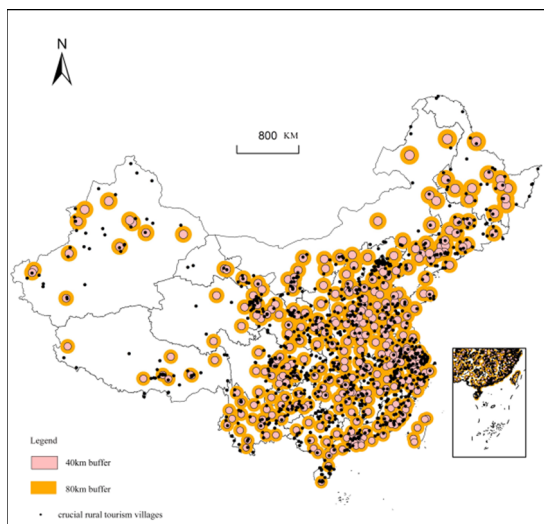 N
800 KM
Legend
40km buffer
80km buffer
crucial rural tourism villages